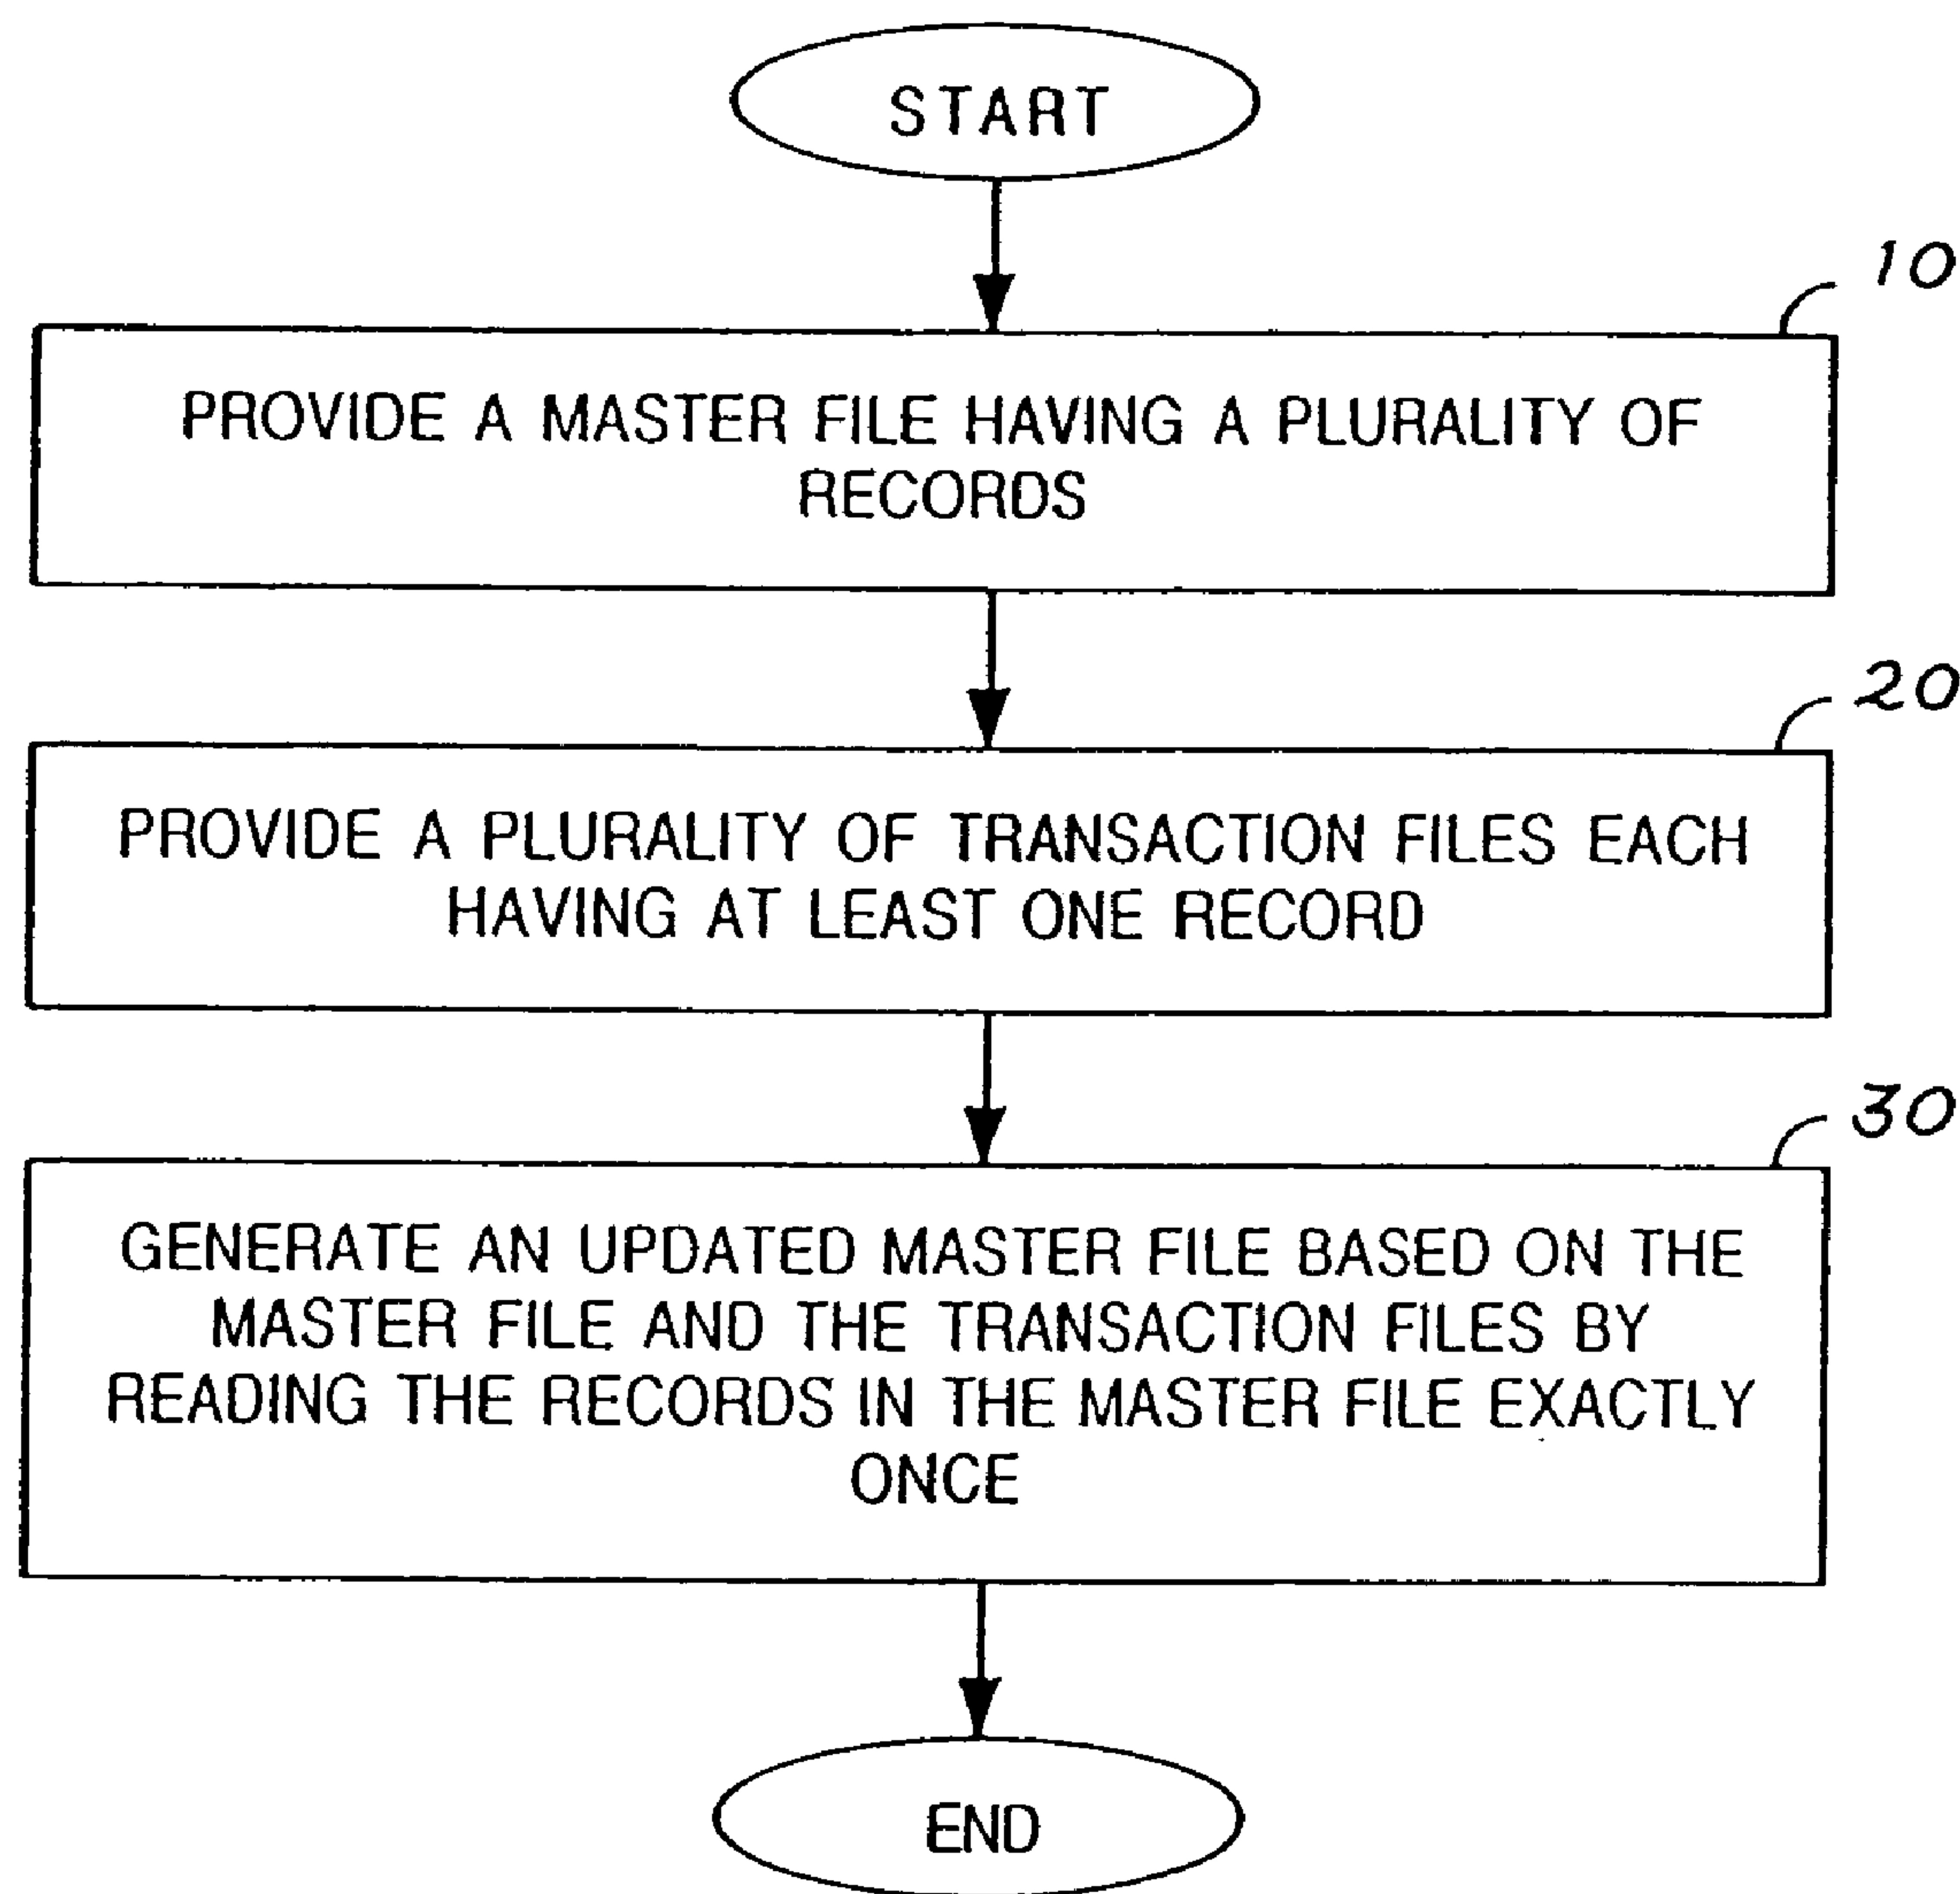 START
10
PROVIDE A MASTER FILE HAVING A PLURALITY OF
RECORDS
20
PROVIDE A PLURALITY OF TRANSACTION FILES EACH
HAVING AT LEAST ONE RECORD
30
GENERATE AN UPDATED MASTER FILE BASED ON THE
MASTER FILE AND THE TRANSACTION FILES BY
READING THE RECORDS IN THE MASTER FILE EXACTLY
ONCE
END